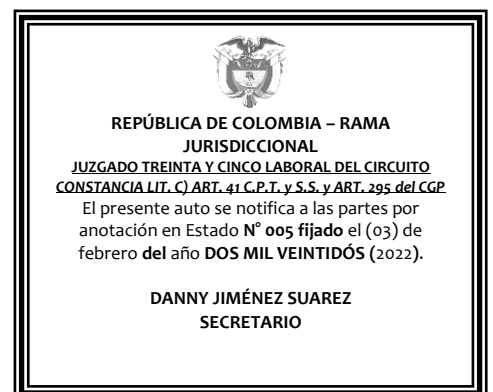 REPÚBLICA DE COLOMBIA – RAMA
JURISDICCIONAL
JUZGADO TREINTA Y CINCO LABORAL DEL CIRCUITO
CONSTANCIA LIT. C) ART. 41 C.P.T. y S.S. y ART. 295 del CGP
El presente auto se notifica a las partes por
anotación en Estado N° 005 fijado el (03) de
febrero del año DOS MIL VEINTIDÓS (2022).
DANNY JIMÉNEZ SUAREZ
SECRETARIO